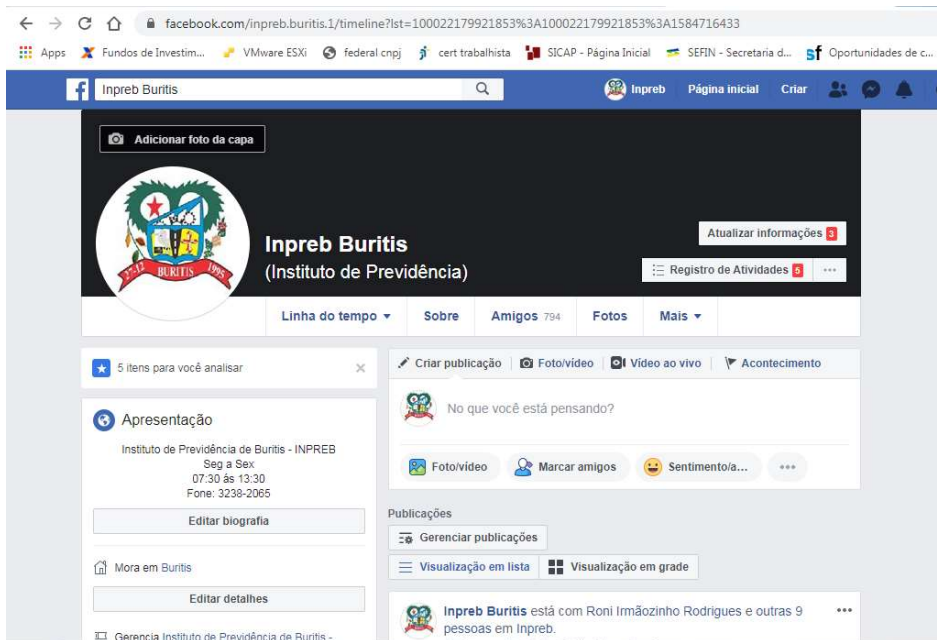 facebook.com/inpreb.buritis.1/timeline?lst=100022179921853%3A100022179921853%3A1584716433
Apps Fundos de Investim... VMware ESXi federal cnpj cert trabalhista SICAP - Página Inicial SEFIN - Secretaria d... Oportunidades de c...
Inpreb Buritis
Inpreb Página inicial Criar
Adicionar foto da capa
27-12 BURITIS 1995
Inpreb Buritis
(Instituto de Previdência)
Atualizar informações 3
Registro de Atividades 5
Linha do tempo Sobre Amigos 794 Fotos Mais
5 itens para você analisar
Criar publicação Foto/vídeo Vídeo ao vivo Acontecimento
No que você está pensando?
Foto/vídeo Marcar amigos Sentimento/a...
Apresentação
Instituto de Previdência de Buritis - INPREB
Seg a Sex
07:30 ás 13:30
Fone: 3238-2065
Editar biografia
Mora em Buritis
Editar detalhes
Gerencia Instituto de Previdência de Buritis -
Publicações
Gerenciar publicações
Visualização em lista Visualização em grade
Inpreb Buritis está com Roni Irmãozinho Rodrigues e outras 9
pessoas em Inpreb.